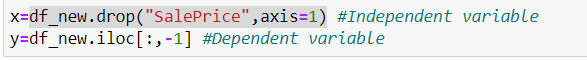 x=df_new.drop("SalePrice",axis=1) #Independent variable
y=df_new.iloc[:,-1] #Dependent variable